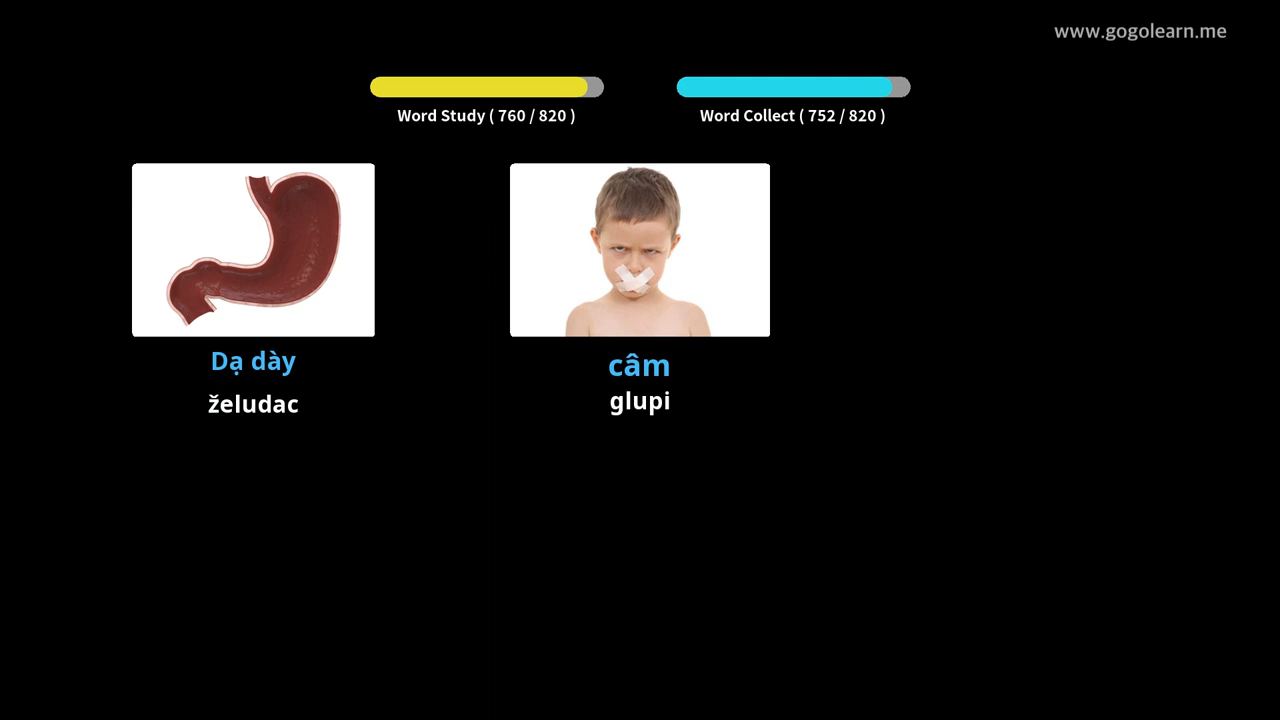 www.gogolearn.me
Word Study ( 760 / 820 )
Word Collect ( 752 / 820 )
Dạ dày
želudac
câm
glupi